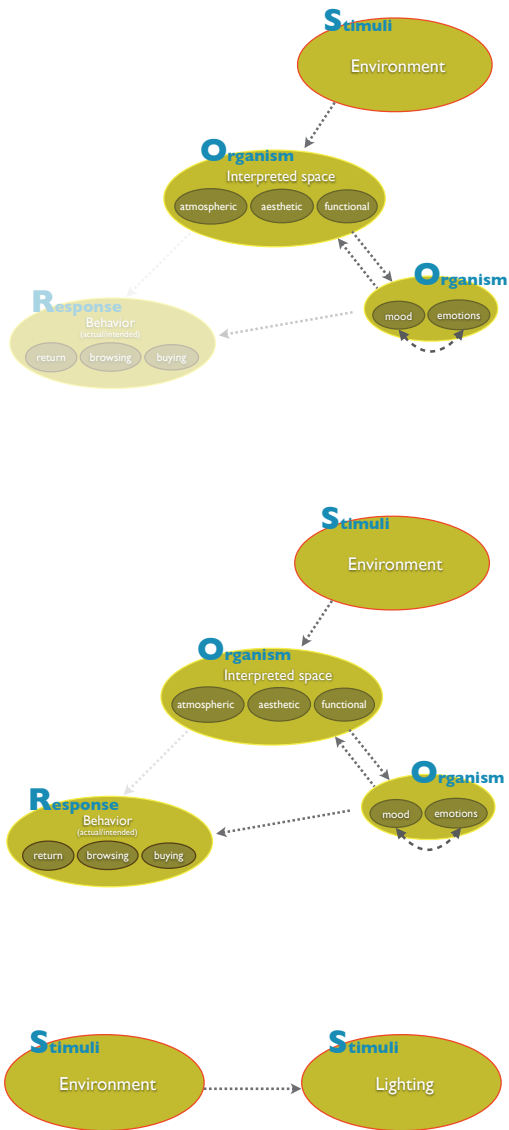 Stimuli
Environment
Organism
Interpreted space
atmospheric aesthetic functional
Organism
mood emotions
Response
Behavior
(actual/intended)
return browsing buying
Stimuli
Environment
Organism
Interpreted space
atmospheric aesthetic functional
Organism
mood emotions
Response
Behavior
(actual/intended)
return browsing buying
Stimuli Stimuli
Environment Lighting